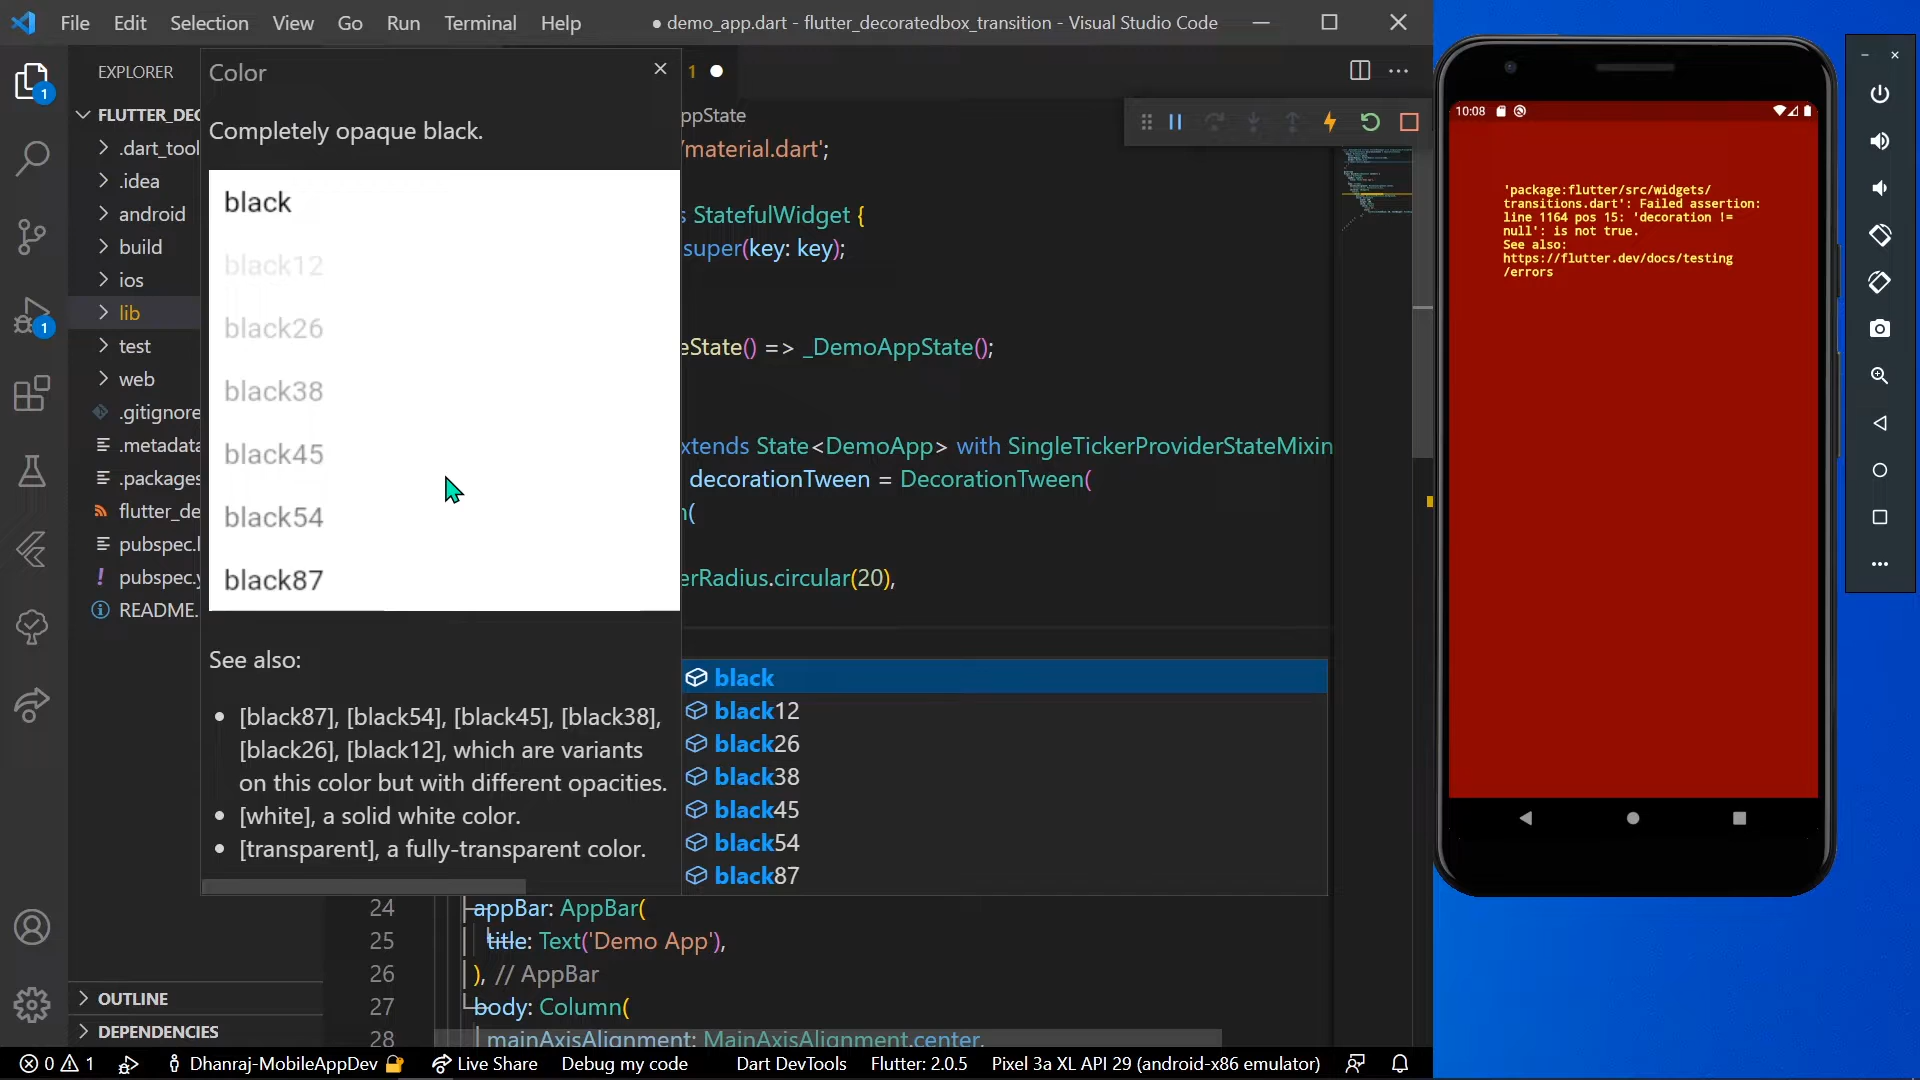 File Edit Selection View Go Run Terminal Help
● demo_app.dart - flutter_decoratedbox_transition - Visual Studio Code
EXPLORER
FLUTTER_DEC
.dart_tool
.idea
android
build
ios
lib
test
web
.gitignore
.metadata
.packages
flutter_de
pubspec.l
pubspec.y
README.
OUTLINE
DEPENDENCIES
1
1
Color
Completely opaque black.
black
black12
black26
black38
black45
black54
black87
See also:
• [black87], [black54], [black45], [black38],
[black26], [black12], which are variants
on this color but with different opacities.
• [white], a solid white color.
• [transparent], a fully-transparent color.
1
ppState
/material.dart';
s StatefulWidget {
super(key: key);
eState() => _DemoAppState();
xtends State<DemoApp> with SingleTickerProviderStateMixin
decorationTween = DecorationTween(
n(
erRadius.circular(20),
black
black12
black26
black38
black45
black54
black87
24 appBar: AppBar(
25 title: Text('Demo App'),
26 ), // AppBar
27 body: Column(
28 mainAxisAlignment: MainAxisAlignment.center,
0 1 Dhanraj-MobileAppDev Live Share Debug my code Dart DevTools Flutter: 2.0.5 Pixel 3a XL API 29 (android-x86 emulator)
10:08
'package:flutter/src/widgets/
transitions.dart': Failed assertion:
line 1164 pos 15: 'decoration !=
null': is not true.
See also:
https://flutter.dev/docs/testing
/errors